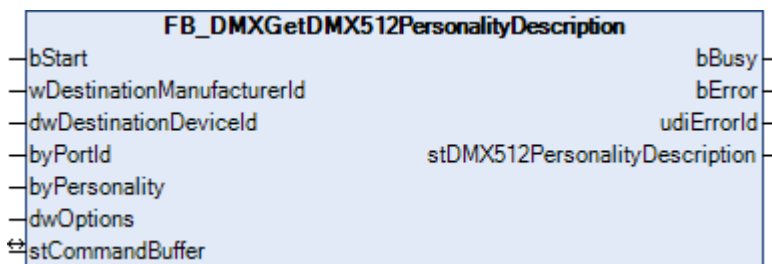 FB_DMXGetDMX512PersonalityDescription
bStart bBusy
wDestinationManufacturerId bError
dwDestinationDeviceId udiErrorId
byPortId stDMX512PersonalityDescription
byPersonality
dwOptions
stCommandBuffer